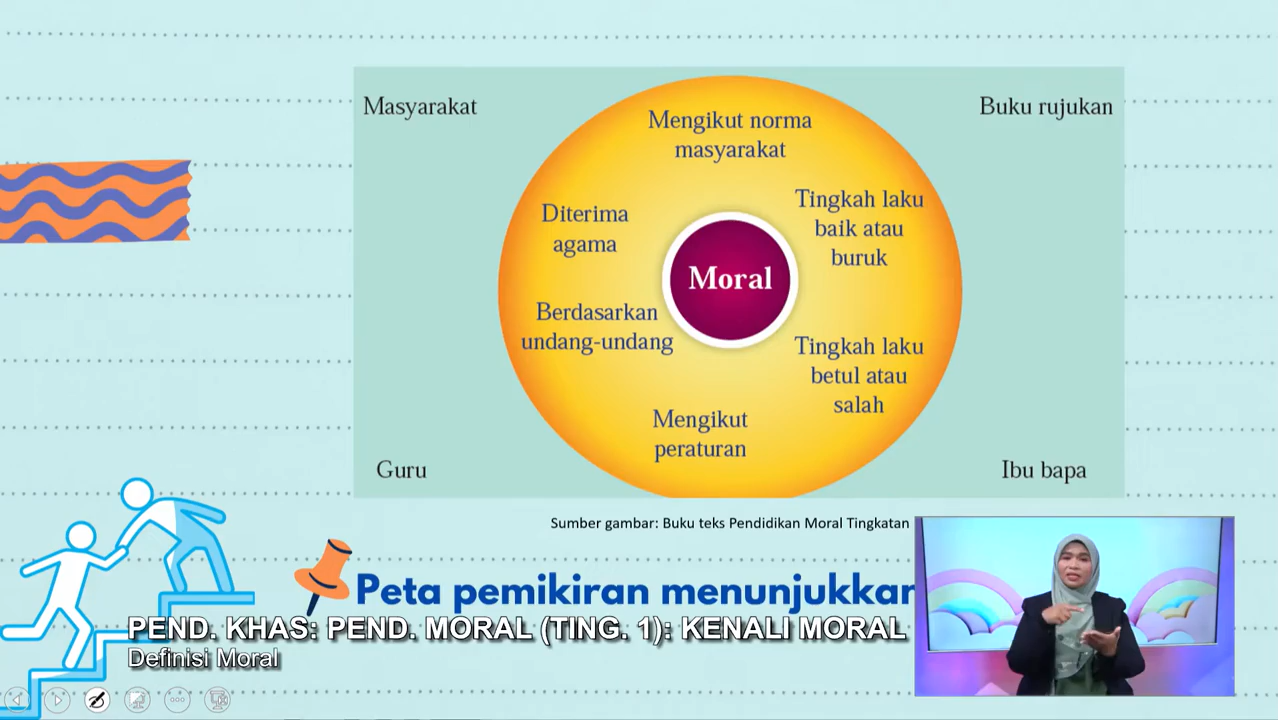 Masyarakat
Buku rujukan
Mengikut norma
masyarakat
Diterima
agama
Tingkah laku
baik atau
buruk
Moral
Berdasarkan
undang-undang
Tingkah laku
betul atau
salah
Mengikut
peraturan
Guru
Ibu bapa
Sumber gambar: Buku teks Pendidikan Moral Tingkatan
Peta pemikiran
PEND. KHAS: PEND. MORAL (TING. 1): KENALI MORAL
Definisi Moral